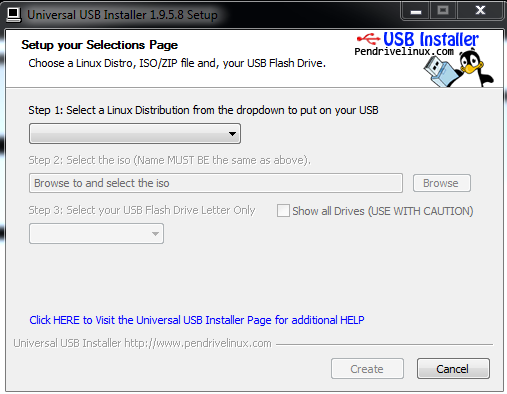 Universal USB Installer 1.9.5.8 Setup
Setup your Selections Page
Choose a Linux Distro, ISO/ZIP file and, your USB Flash Drive.
USB Installer
Pendrivelinux.com
Step 1: Select a Linux Distribution from the dropdown to put on your USB
Step 2: Select the iso (Name MUST BE the same as above).
Browse to and select the iso
Browse
Step 3: Select your USB Flash Drive Letter Only
Show all Drives (USE WITH CAUTION)
Click HERE to Visit the Universal USB Installer Page for additional HELP
Universal USB Installer http://www.pendrivelinux.com
Create
Cancel